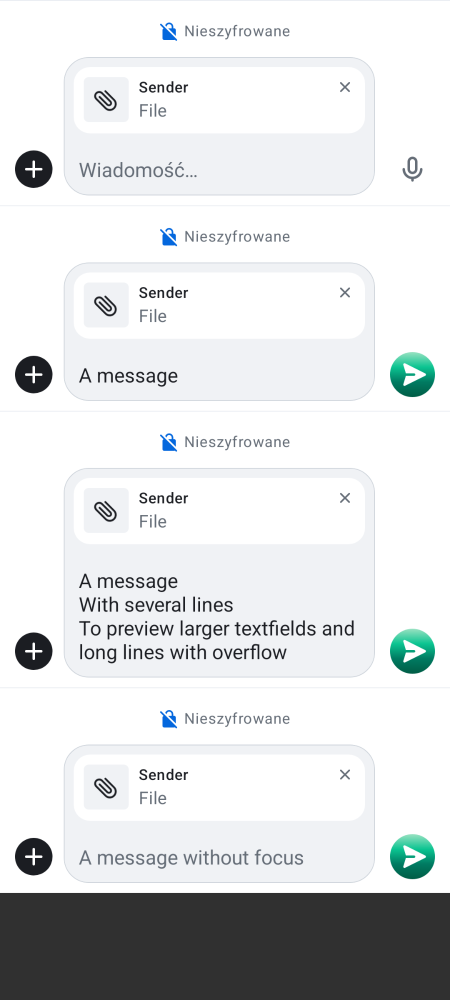 Nieszyfrowane
Sender
File
Wiadomość…
Nieszyfrowane
Sender
File
A message
Nieszyfrowane
Sender
File
A message
With several lines
To preview larger textfields and
long lines with overflow
Nieszyfrowane
Sender
File
A message without focus